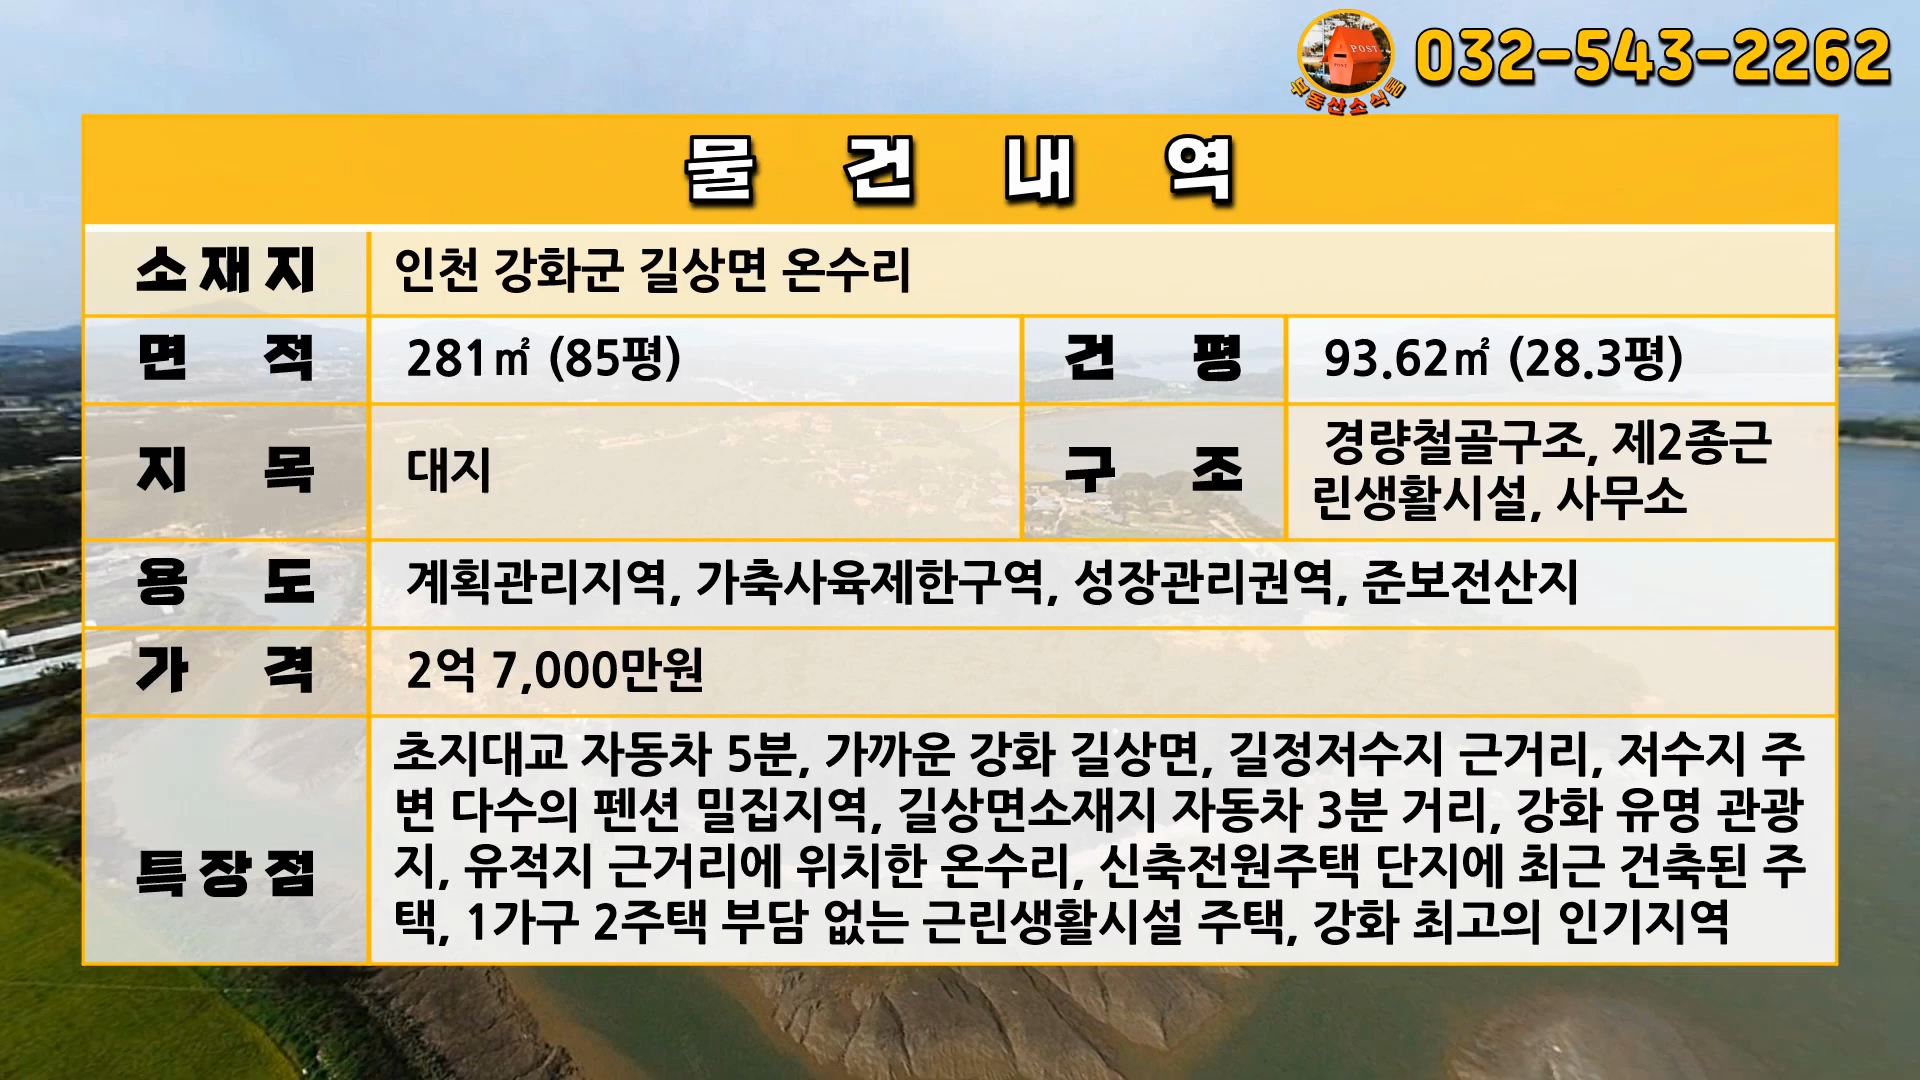 POST
POST
부동산소식통
032-543-2262
물건내역
소재지
인천 강화군 길상면 온수리
면적
281㎡ (85평)
건평
93.62㎡ (28.3평)
지목
대지
구조
경량철골구조, 제2종근
린생활시설, 사무소
용도
계획관리지역, 가축사육제한구역, 성장관리권역, 준보전산지
가격
2억 7,000만원
특장점
초지대교 자동차 5분, 가까운 강화 길상면, 길정저수지 근거리, 저수지 주
변 다수의 펜션 밀집지역, 길상면소재지 자동차 3분 거리, 강화 유명 관광
지, 유적지 근거리에 위치한 온수리, 신축전원주택 단지에 최근 건축된 주
택, 1가구 2주택 부담 없는 근린생활시설 주택, 강화 최고의 인기지역